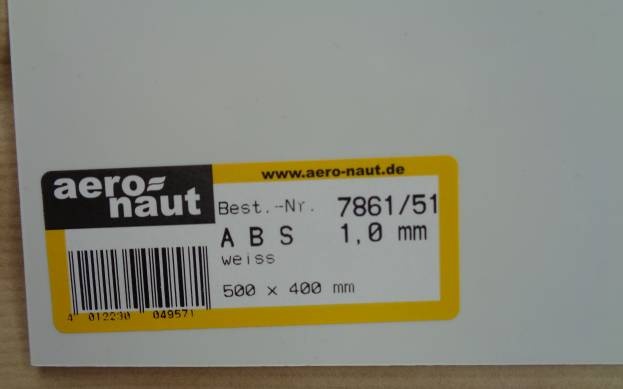 www.aero-naut.de
aero=
naut
Best.-Nr. 7861/51
ABS 1,0 mm
weiss
500 x 400 mm
4 012230 049571